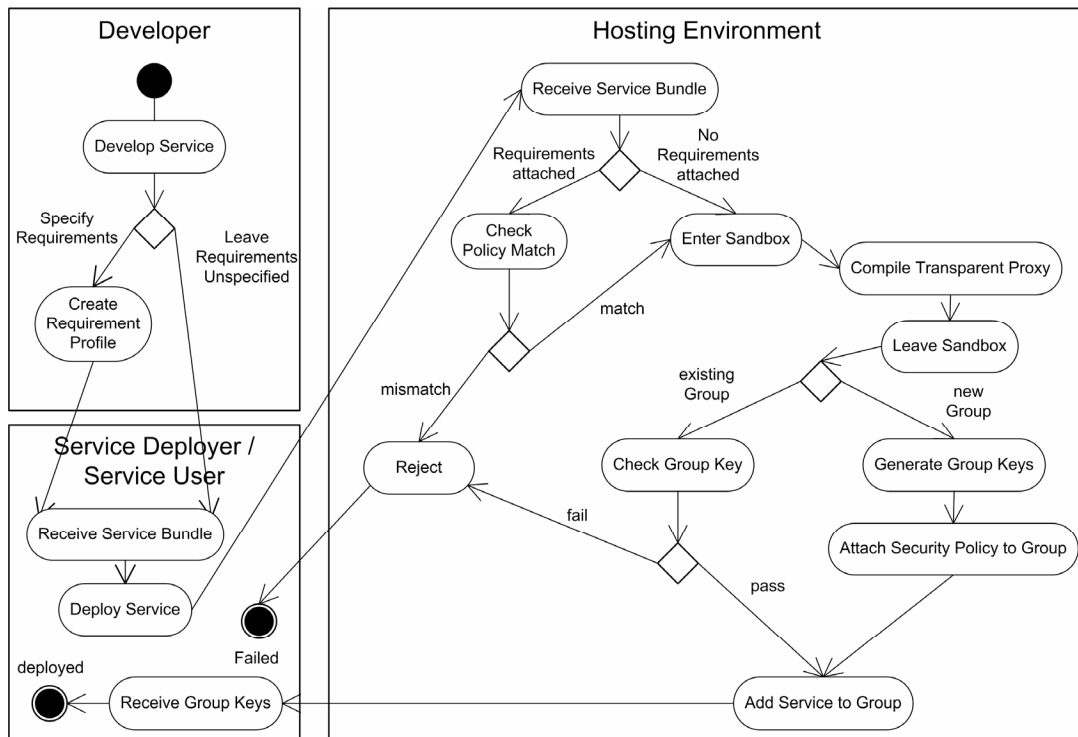 Developer
Develop Service
Specify
Requirements
Leave
Requirements
Unspecified
Create
Requirement
Profile
Service Deployer /
Service User
Receive Service Bundle
Deploy Service
Failed
deployed
Receive Group Keys
Hosting Environment
Receive Service Bundle
Requirements
attached
No
Requirements
attached
Check
Policy Match
Enter Sandbox
Compile Transparent Proxy
match
Leave Sandbox
mismatch
existing
Group
new
Group
Reject
Check Group Key
Generate Group Keys
fail
Attach Security Policy to Group
pass
Add Service to Group